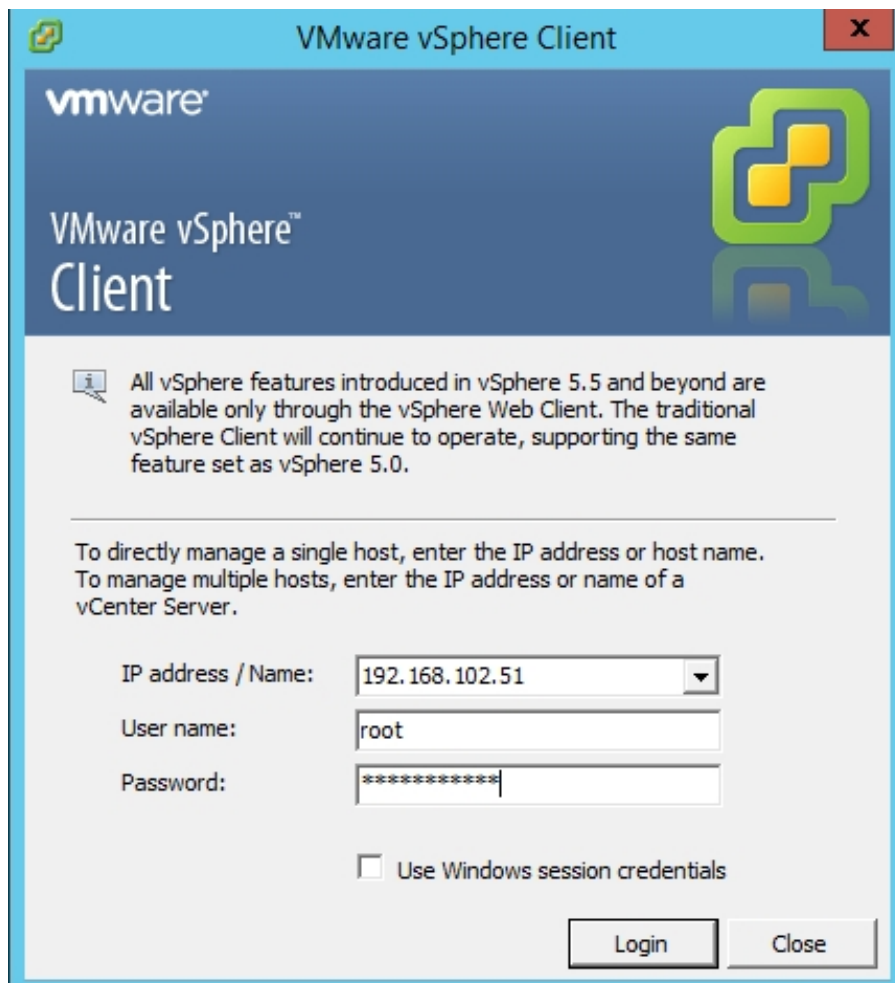 VMware vSphere Client
x
vmware
VMware vSphere™
Client
All vSphere features introduced in vSphere 5.5 and beyond are
available only through the vSphere Web Client. The traditional
vSphere Client will continue to operate, supporting the same
feature set as vSphere 5.0.
To directly manage a single host, enter the IP address or host name.
To manage multiple hosts, enter the IP address or name of a
vCenter Server.
IP address / Name: 192.168.102.51
User name: root
Password: ***********
Use Windows session credentials
Login Close